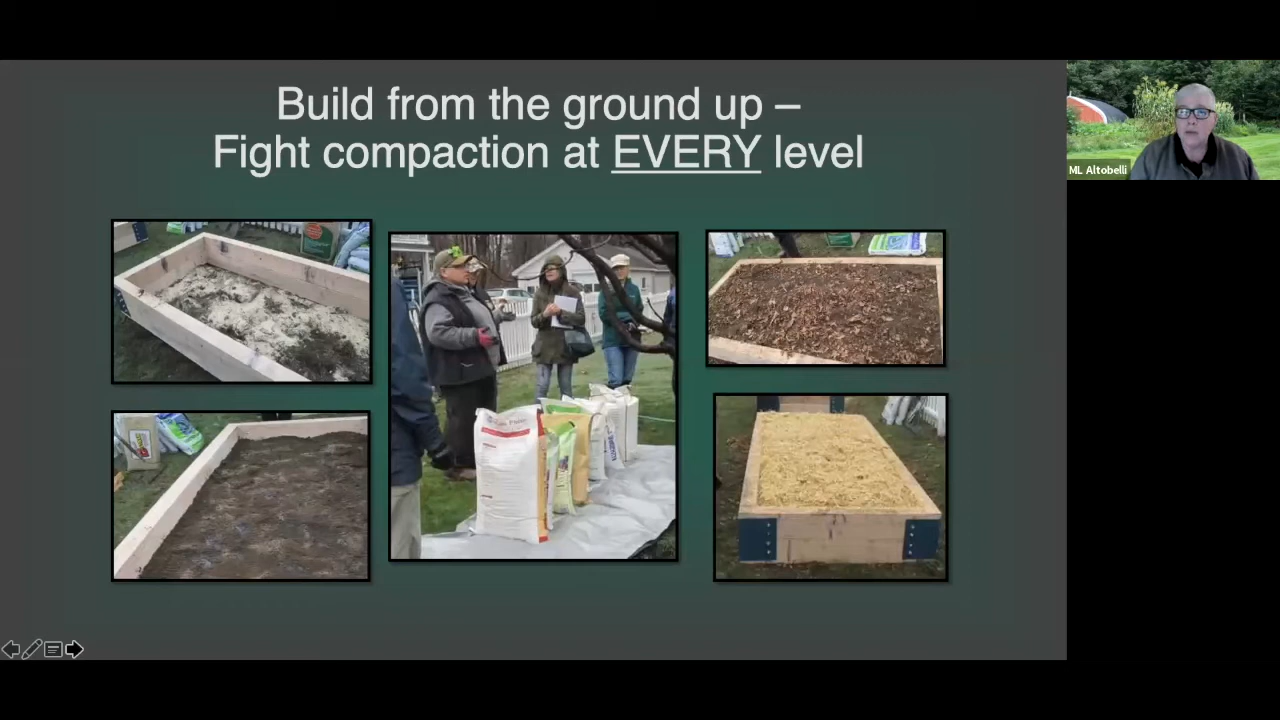 Build from the ground up –
Fight compaction at EVERY level
ML Altobelli